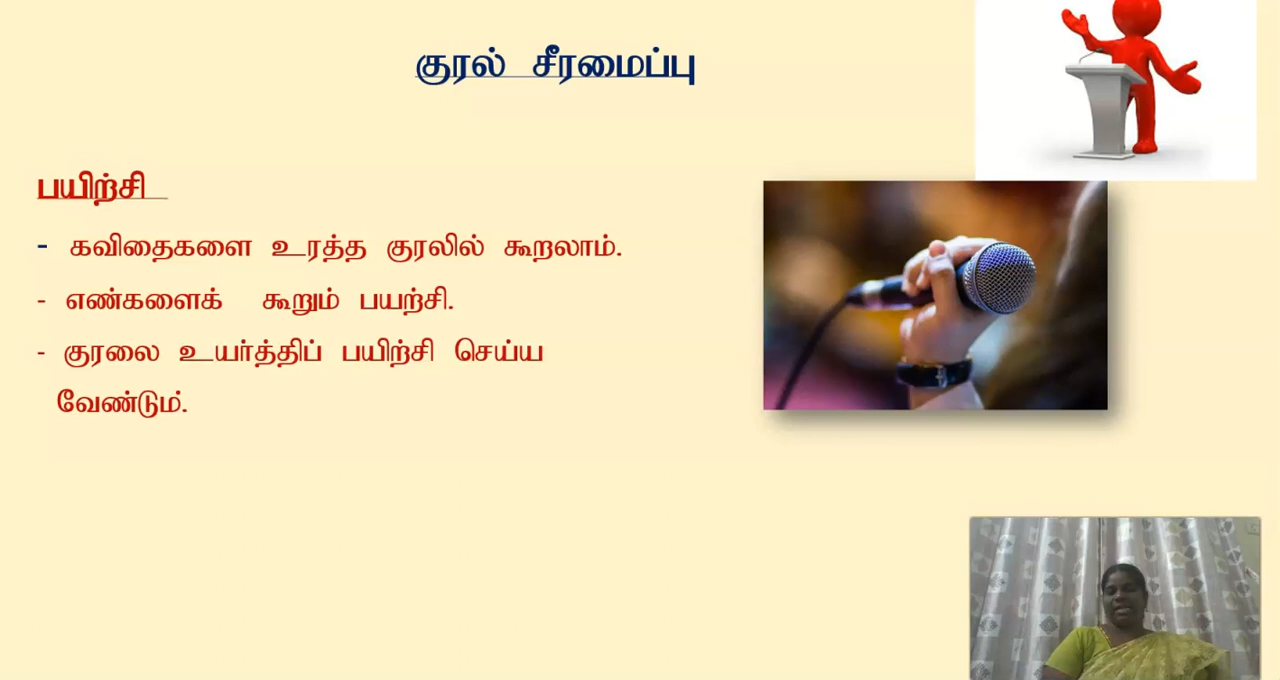 குரல் சீரமைப்பு
பயிற்சி
- கவிதைகளை உரத்த குரலில் கூறலாம்.
- எண்களைக் கூறும் பயற்சி.
- குரலை உயர்த்திப் பயிற்சி செய்ய
வேண்டும்.